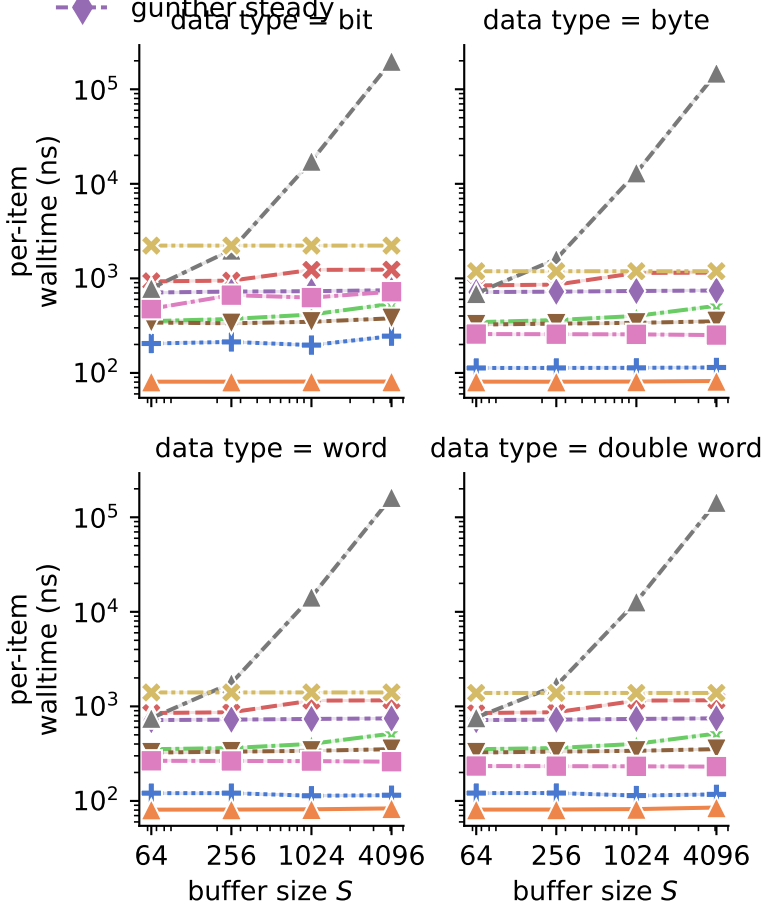 gunther steady
data type = bit
data type = byte
per-item
walltime (ns)
10⁵
10⁴
10³
10²
data type = word
data type = double word
per-item
walltime (ns)
10⁵
10⁴
10³
10²
64 256 1024 4096
64 256 1024 4096
buffer size S
buffer size S